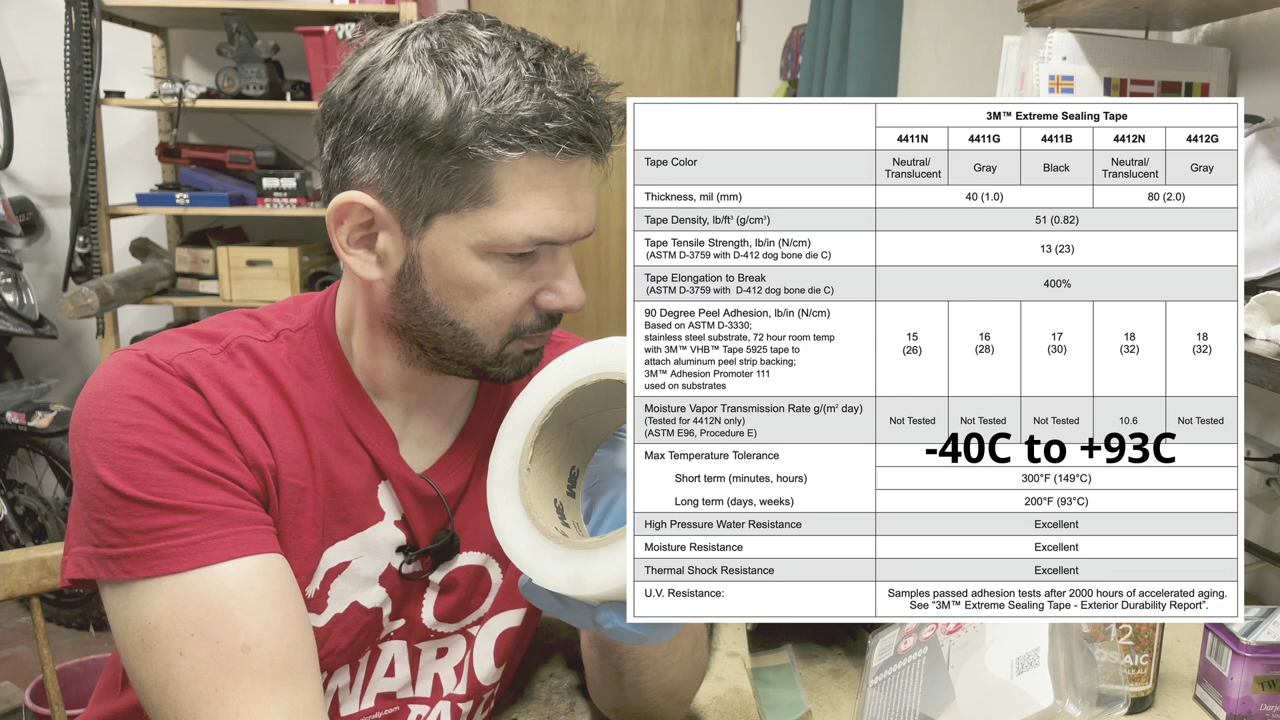 3M™ Extreme Sealing Tape
4411N 4411G 4411B 4412N 4412G
Tape Color Neutral/ Translucent Gray Black Neutral/ Translucent Gray
Thickness, mil (mm) 40 (1.0) 80 (2.0)
Tape Density, lb/ft³ (g/cm³) 51 (0.82)
Tape Tensile Strength, lb/in (N/cm) 13 (23)
(ASTM D-3759 with D-412 dog bone die C)
Tape Elongation to Break 400%
(ASTM D-3759 with D-412 dog bone die C)
90 Degree Peel Adhesion, lb/in (N/cm)
Based on ASTM D-3330;
stainless steel substrate, 72 hour room temp
with 3M™ VHB™ Tape 5925 tape to
attach aluminum peel strip backing;
3M™ Adhesion Promoter 111
used on substrates
15 16 17 18 18
(26) (28) (30) (32) (32)
Moisture Vapor Transmission Rate g/(m² day)
(Tested for 4412N only)
(ASTM E96, Procedure E)
Not Tested Not Tested Not Tested 10.6 Not Tested
-40C to +93C
Max Temperature Tolerance
Short term (minutes, hours) 300°F (149°C)
Long term (days, weeks) 200°F (93°C)
High Pressure Water Resistance Excellent
Moisture Resistance Excellent
Thermal Shock Resistance Excellent
U.V. Resistance: Samples passed adhesion tests after 2000 hours of accelerated aging.
See “3M™ Extreme Sealing Tape - Exterior Durability Report”.
3M
3M
12